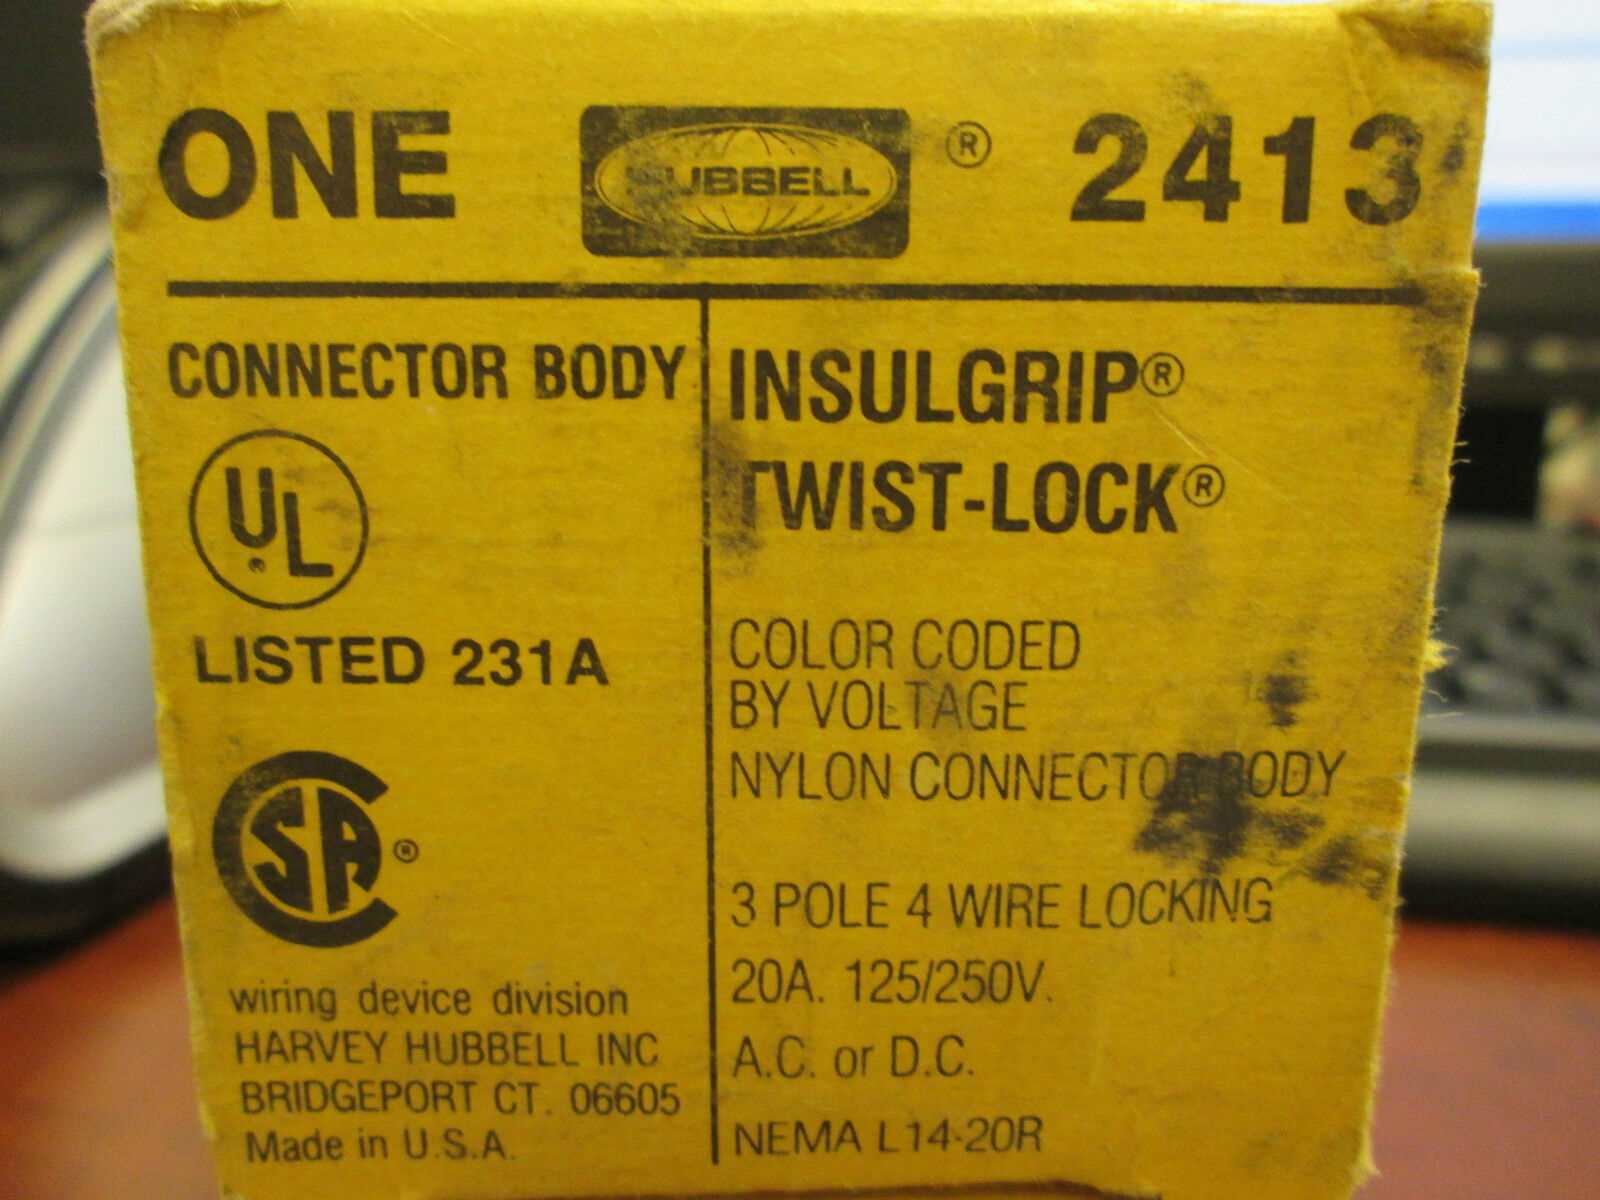 ONE HUBBELL ® 2413
CONNECTOR BODY
UL ®
LISTED 231A
CSA ®
wiring device division
HARVEY HUBBELL INC
BRIDGEPORT CT. 06605
Made in U.S.A.
INSULGRIP®
TWIST-LOCK®
COLOR CODED
BY VOLTAGE
NYLON CONNECTOR BODY
3 POLE 4 WIRE LOCKING
20A. 125/250V.
A.C. or D.C.
NEMA L14-20R